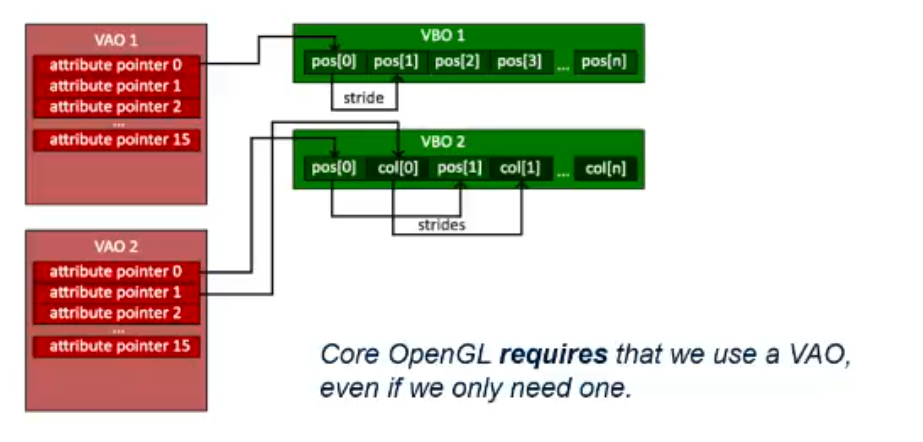 VAO 1
attribute pointer 0
attribute pointer 1
attribute pointer 2
...
attribute pointer 15
VBO 1
pos[0] pos[1] pos[2] pos[3] ... pos[n]
stride
VBO 2
pos[0] col[0] pos[1] col[1] ... col[n]
strides
VAO 2
attribute pointer 0
attribute pointer 1
attribute pointer 2
...
attribute pointer 15
Core OpenGL requires that we use a VAO,
even if we only need one.